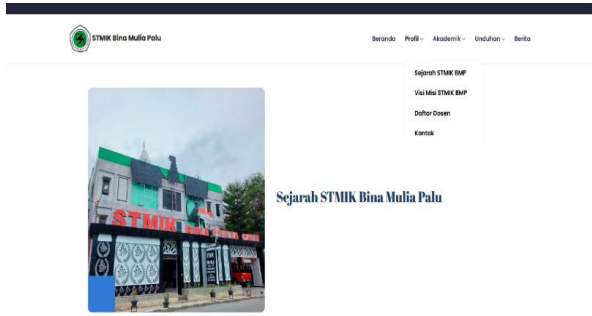 STMIK Bina Mulia Palu
Beranda Profil Akademik Unduhan Berita
Sejarah STMIK BMP
Visi Misi STMIK BMP
Daftar Dosen
Kontak
Sejarah STMIK Bina Mulia Palu
STMIK